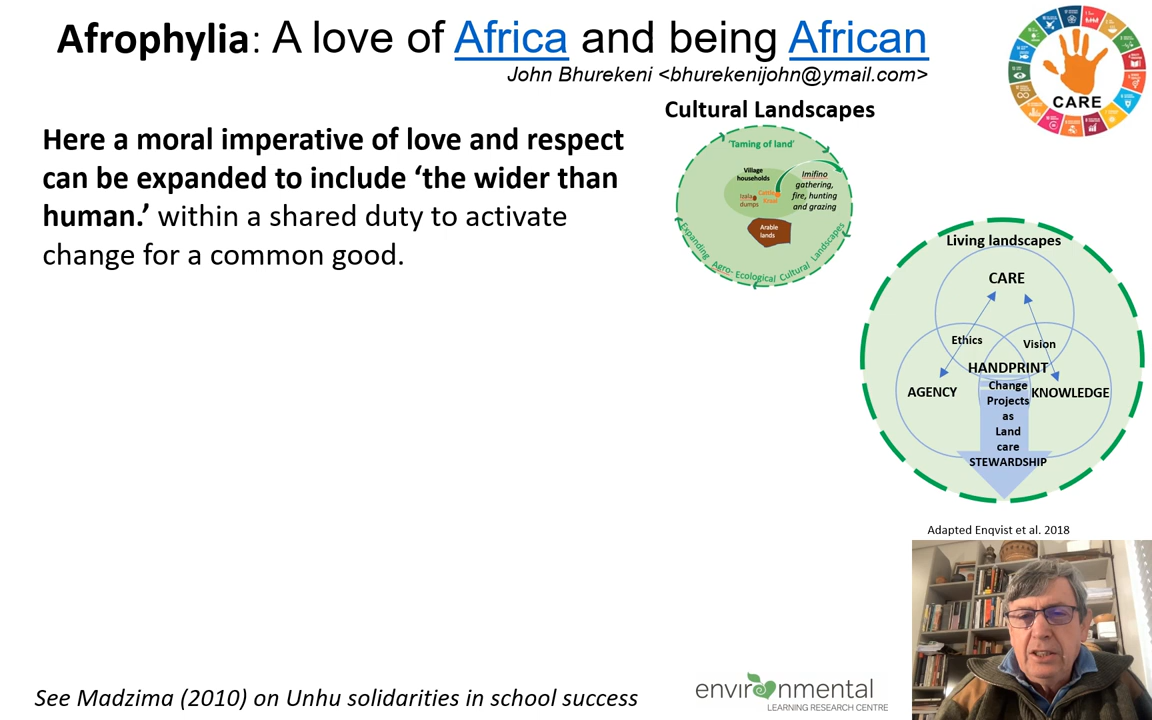 Afrophylia: A love of Africa and being African
John Bhurekeni <bhurekenijohn@ymail.com>
CARE
Here a moral imperative of love and respect
can be expanded to include ‘the wider than
human.’ within a shared duty to activate
change for a common good.
Cultural Landscapes
‘Taming of land’
Village
households
Izala
dumps
Cattle
Kraal
Imifino
gathering,
fire, hunting
and grazing
Arable
lands
Expanding Agro- Ecological Cultural Landscapes
Living landscapes
CARE
Ethics
Vision
HANDPRINT
AGENCY
KNOWLEDGE
Change
Projects
as
Land
care
STEWARDSHIP
Adapted Enqvist et al. 2018
See Madzima (2010) on Unhu solidarities in school success
environmental
LEARNING RESEARCH CENTRE